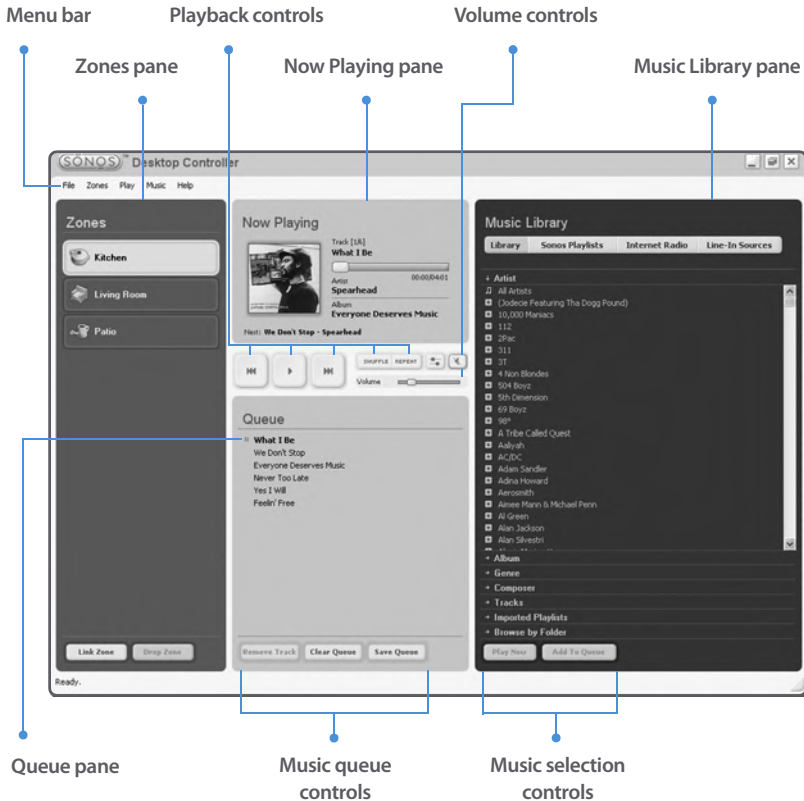 Menu bar
Playback controls
Volume controls
Zones pane
Now Playing pane
Music Library pane
SONOS™ Desktop Controller
File Zones Play Music Help
Zones
Kitchen
Living Room
Patio
Link Zone Drop Zone
Ready.
Now Playing
Track [1/6]
What I Be
00:00/04:01
Artist
Spearhead
Album
Everyone Deserves Music
Next: We Don't Stop - Spearhead
SHUFFLE REPEAT
Volume
Queue
What I Be
We Don't Stop
Everyone Deserves Music
Never Too Late
Yes I Will
Feelin' Free
Remove Track Clear Queue Save Queue
Music Library
Library Sonos Playlists Internet Radio Line-In Sources
Artist
All Artists
(Jodecie Featuring Tha Dogg Pound)
10,000 Maniacs
112
2Pac
311
3T
4 Non Blondes
504 Boyz
5th Dimension
69 Boyz
98°
A Tribe Called Quest
Aaliyah
AC/DC
Adam Sandler
Adina Howard
Aerosmith
Aimee Mann & Michael Penn
Al Green
Alan Jackson
Alan Silvestri
Album
Genre
Composer
Tracks
Imported Playlists
Browse by Folder
Play Now Add To Queue
Queue pane
Music queue
controls
Music selection
controls